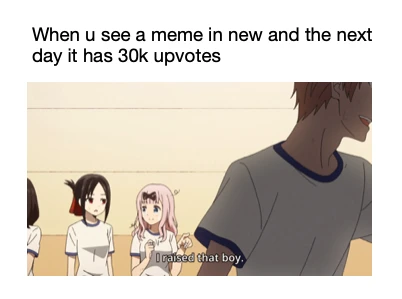 When u see a meme in new and the next
day it has 30k upvotes
I raised that boy.